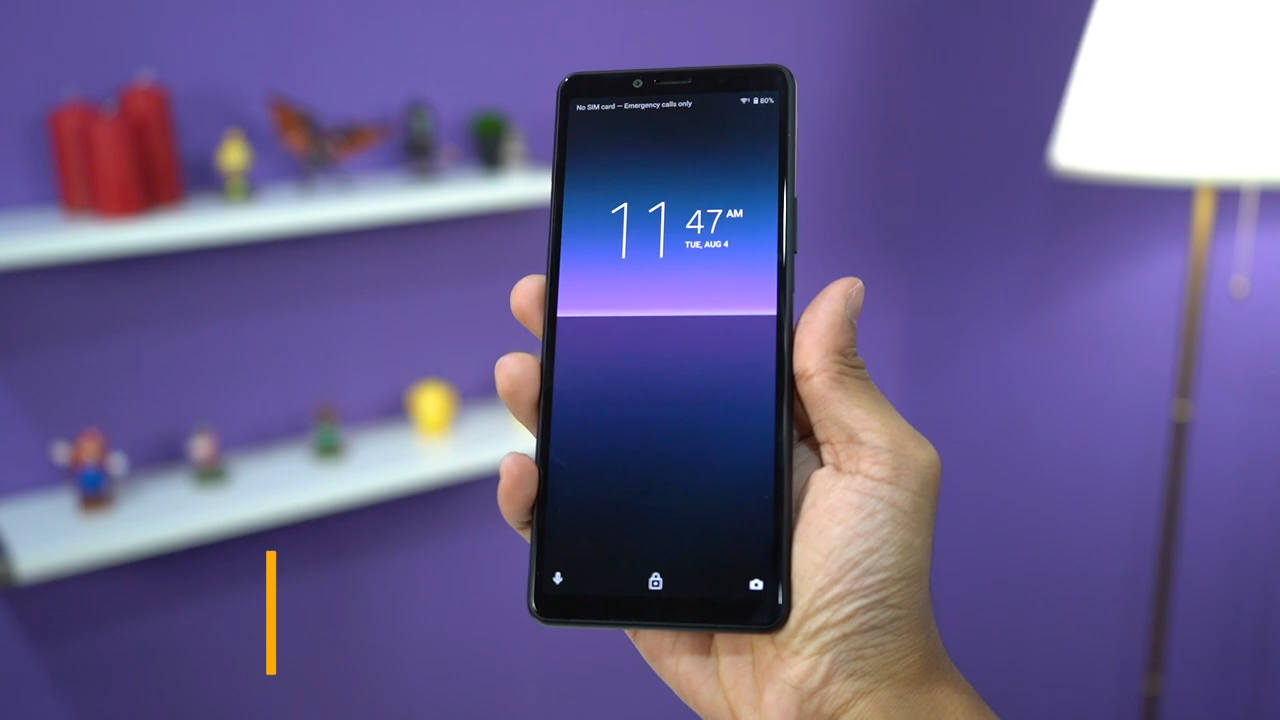 No SIM card — Emergency calls only
80%
11 47 AM
TUE, AUG 4